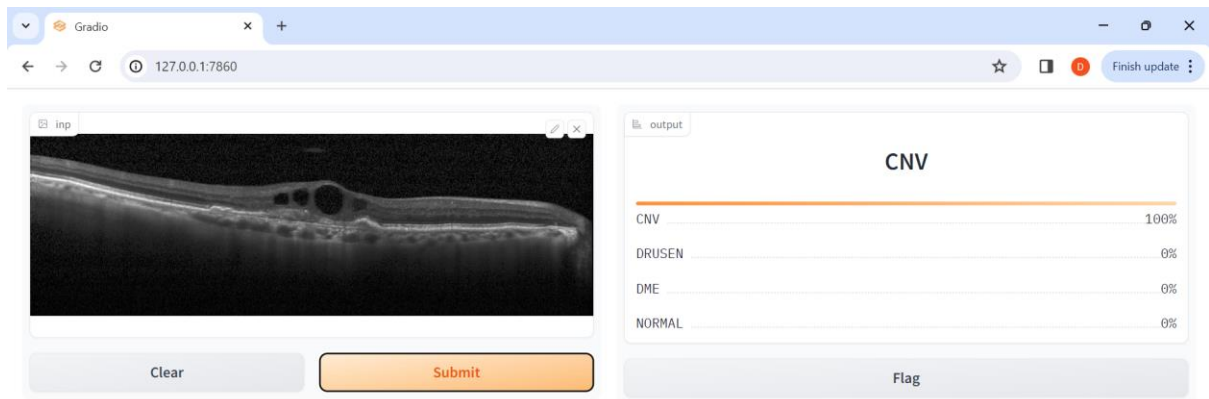 Gradio
127.0.0.1:7860
D
Finish update
inp
output
CNV
CNV 100%
DRUSEN 0%
DME 0%
NORMAL 0%
Clear
Submit
Flag